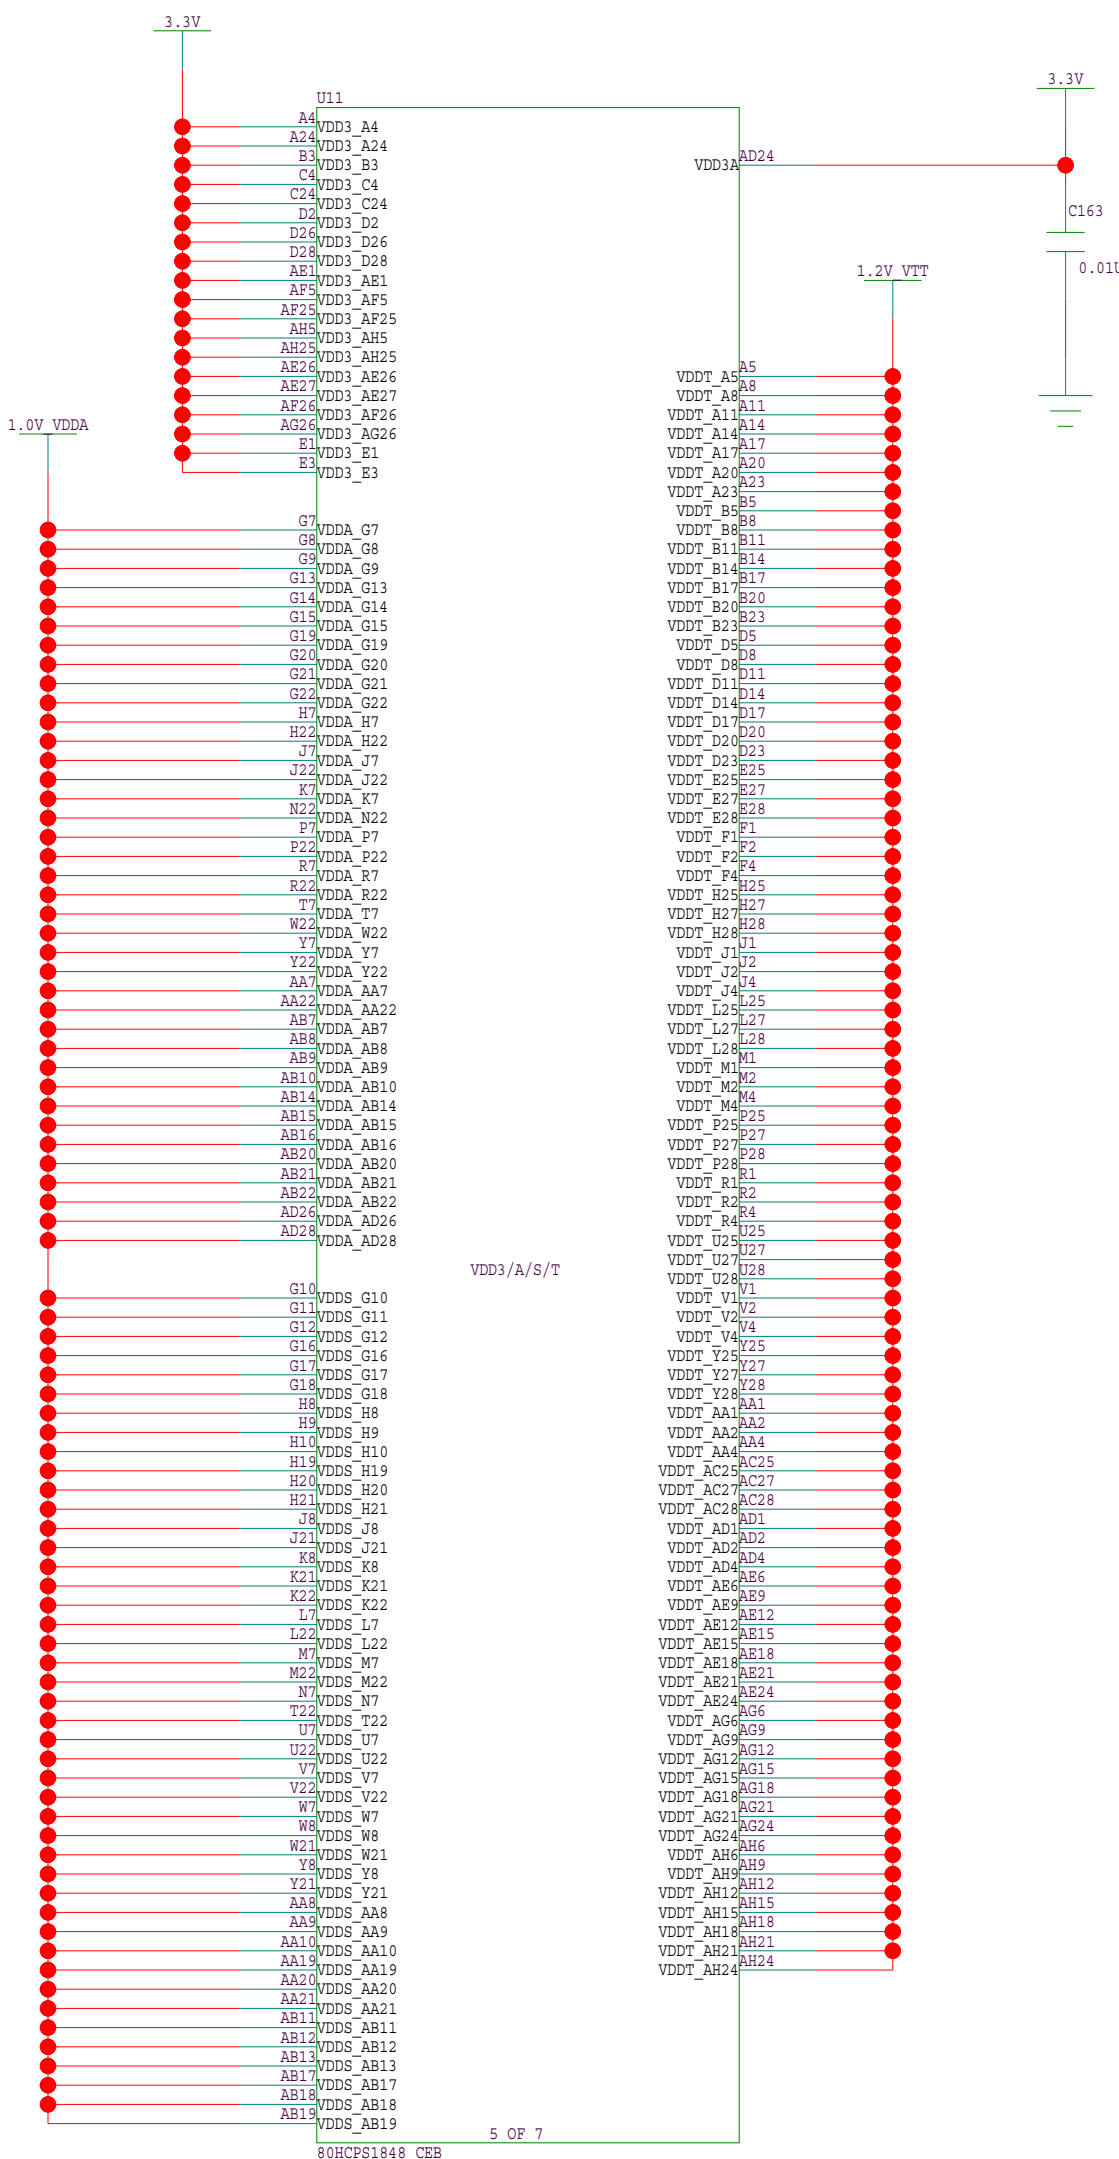 3.3V
U11
A4 VDD3_A4
A24 VDD3_A24
B3 VDD3_B3
C4 VDD3_C4
C24 VDD3_C24
D2 VDD3_D2
D26 VDD3_D26
D28 VDD3_D28
AE1 VDD3_AE1
AF5 VDD3_AF5
AF25 VDD3_AF25
AH5 VDD3_AH5
AH25 VDD3_AH25
AE26 VDD3_AE26
AE27 VDD3_AE27
AF26 VDD3_AF26
AG26 VDD3_AG26
E1 VDD3_E1
E3 VDD3_E3
1.0V_VDDA
G7 VDDA_G7
G8 VDDA_G8
G9 VDDA_G9
G13 VDDA_G13
G14 VDDA_G14
G15 VDDA_G15
G19 VDDA_G19
G20 VDDA_G20
G21 VDDA_G21
G22 VDDA_G22
H7 VDDA_H7
H22 VDDA_H22
J7 VDDA_J7
J22 VDDA_J22
K7 VDDA_K7
N22 VDDA_N22
P7 VDDA_P7
P22 VDDA_P22
R7 VDDA_R7
R22 VDDA_R22
T7 VDDA_T7
W22 VDDA_W22
Y7 VDDA_Y7
Y22 VDDA_Y22
AA7 VDDA_AA7
AA22 VDDA_AA22
AB7 VDDA_AB7
AB8 VDDA_AB8
AB9 VDDA_AB9
AB10 VDDA_AB10
AB14 VDDA_AB14
AB15 VDDA_AB15
AB16 VDDA_AB16
AB20 VDDA_AB20
AB21 VDDA_AB21
AB22 VDDA_AB22
AD26 VDDA_AD26
AD28 VDDA_AD28
G10 VDDS_G10
G11 VDDS_G11
G12 VDDS_G12
G16 VDDS_G16
G17 VDDS_G17
G18 VDDS_G18
H8 VDDS_H8
H9 VDDS_H9
H10 VDDS_H10
H19 VDDS_H19
H20 VDDS_H20
H21 VDDS_H21
J8 VDDS_J8
J21 VDDS_J21
K8 VDDS_K8
K21 VDDS_K21
K22 VDDS_K22
L7 VDDS_L7
L22 VDDS_L22
M7 VDDS_M7
M22 VDDS_M22
N7 VDDS_N7
T22 VDDS_T22
U7 VDDS_U7
U22 VDDS_U22
V7 VDDS_V7
V22 VDDS_V22
W7 VDDS_W7
W8 VDDS_W8
W21 VDDS_W21
Y8 VDDS_Y8
Y21 VDDS_Y21
AA8 VDDS_AA8
AA9 VDDS_AA9
AA10 VDDS_AA10
AA19 VDDS_AA19
AA20 VDDS_AA20
AA21 VDDS_AA21
AB11 VDDS_AB11
AB12 VDDS_AB12
AB13 VDDS_AB13
AB17 VDDS_AB17
AB18 VDDS_AB18
AB19 VDDS_AB19
VDD3/A/S/T
3.3V
VDD3A AD24
C163
0.01U
1.2V_VTT
VDDT_A5 A5
VDDT_A8 A8
VDDT_A11 A11
VDDT_A14 A14
VDDT_A17 A17
VDDT_A20 A20
VDDT_A23 A23
VDDT_B5 B5
VDDT_B8 B8
VDDT_B11 B11
VDDT_B14 B14
VDDT_B17 B17
VDDT_B20 B20
VDDT_B23 B23
VDDT_D5 D5
VDDT_D8 D8
VDDT_D11 D11
VDDT_D14 D14
VDDT_D17 D17
VDDT_D20 D20
VDDT_D23 D23
VDDT_E25 E25
VDDT_E27 E27
VDDT_E28 E28
VDDT_F1 F1
VDDT_F2 F2
VDDT_F4 F4
VDDT_H25 H25
VDDT_H27 H27
VDDT_H28 H28
VDDT_J1 J1
VDDT_J2 J2
VDDT_J4 J4
VDDT_L25 L25
VDDT_L27 L27
VDDT_L28 L28
VDDT_M1 M1
VDDT_M2 M2
VDDT_M4 M4
VDDT_P25 P25
VDDT_P27 P27
VDDT_P28 P28
VDDT_R1 R1
VDDT_R2 R2
VDDT_R4 R4
VDDT_U25 U25
VDDT_U27 U27
VDDT_U28 U28
VDDT_V1 V1
VDDT_V2 V2
VDDT_V4 V4
VDDT_Y25 Y25
VDDT_Y27 Y27
VDDT_Y28 Y28
VDDT_AA1 AA1
VDDT_AA2 AA2
VDDT_AA4 AA4
VDDT_AC25 AC25
VDDT_AC27 AC27
VDDT_AC28 AC28
VDDT_AD1 AD1
VDDT_AD2 AD2
VDDT_AD4 AD4
VDDT_AE6 AE6
VDDT_AE9 AE9
VDDT_AE12 AE12
VDDT_AE15 AE15
VDDT_AE18 AE18
VDDT_AE21 AE21
VDDT_AE24 AE24
VDDT_AG6 AG6
VDDT_AG9 AG9
VDDT_AG12 AG12
VDDT_AG15 AG15
VDDT_AG18 AG18
VDDT_AG21 AG21
VDDT_AG24 AG24
VDDT_AH6 AH6
VDDT_AH9 AH9
VDDT_AH12 AH12
VDDT_AH15 AH15
VDDT_AH18 AH18
VDDT_AH21 AH21
VDDT_AH24 AH24
5 OF 7
80HCPS1848 CEB